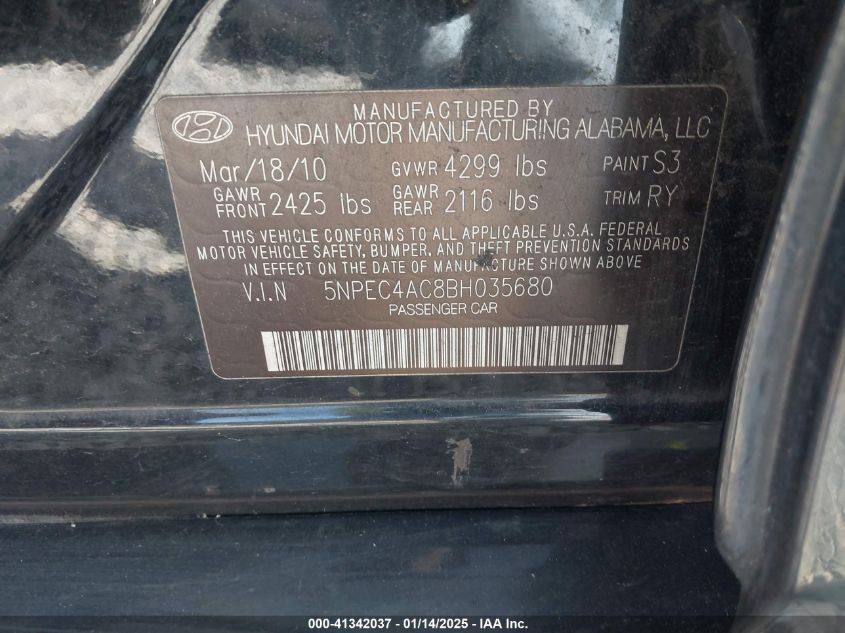 MANUFACTURED BY
HYUNDAI MOTOR MANUFACTURING ALABAMA, LLC
Mar/18/10 GVWR 4299 lbs PAINT S3
GAWR FRONT 2425 lbs GAWR REAR 2116 lbs TRIM RY
THIS VEHICLE CONFORMS TO ALL APPLICABLE U.S.A. FEDERAL
MOTOR VEHICLE SAFETY, BUMPER, AND THEFT PREVENTION STANDARDS
IN EFFECT ON THE DATE OF MANUFACTURE SHOWN ABOVE.
V.I.N 5NPEC4AC8BH035680
PASSENGER CAR
000-41342037 - 01/14/2025 - IAA Inc.